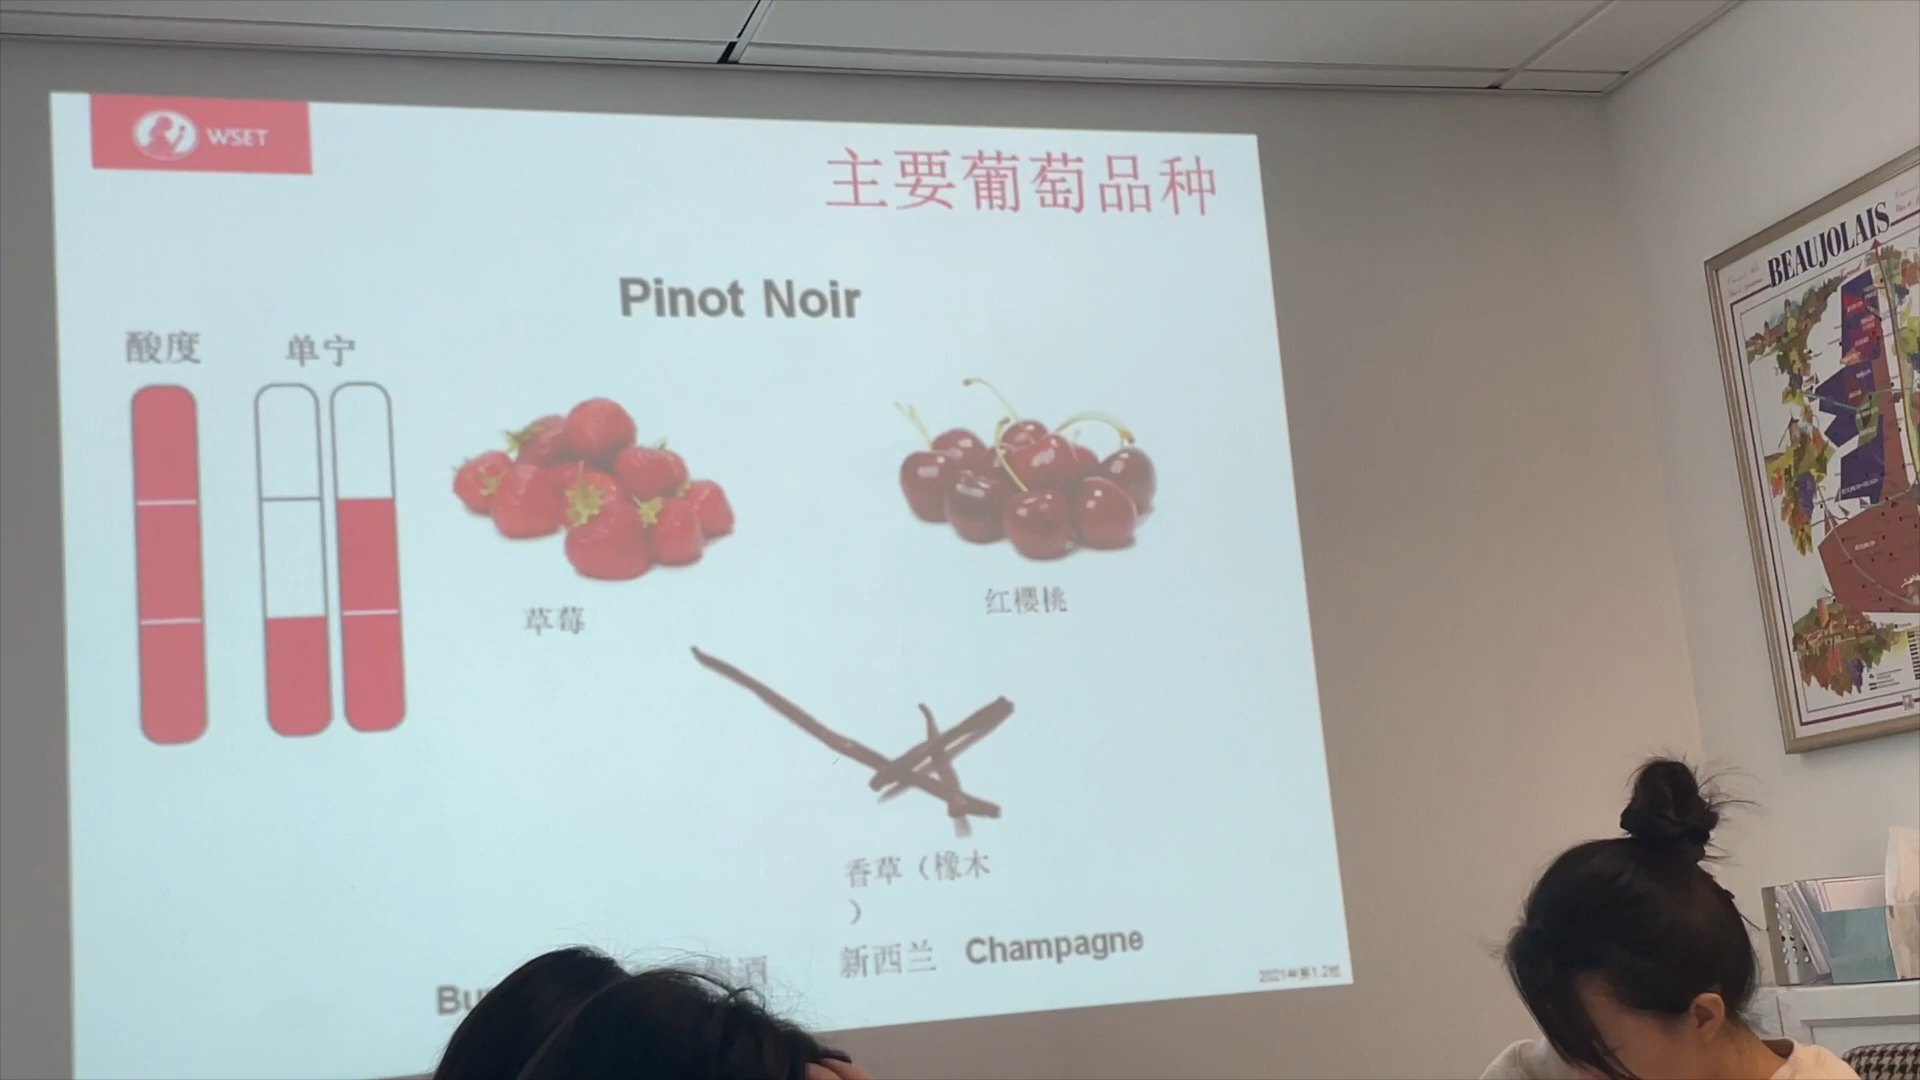 WSET
主要葡萄品种
Pinot Noir
酸度 单宁
草莓
红樱桃
香草（橡木
）
新西兰 Champagne
BEAUJOLAIS